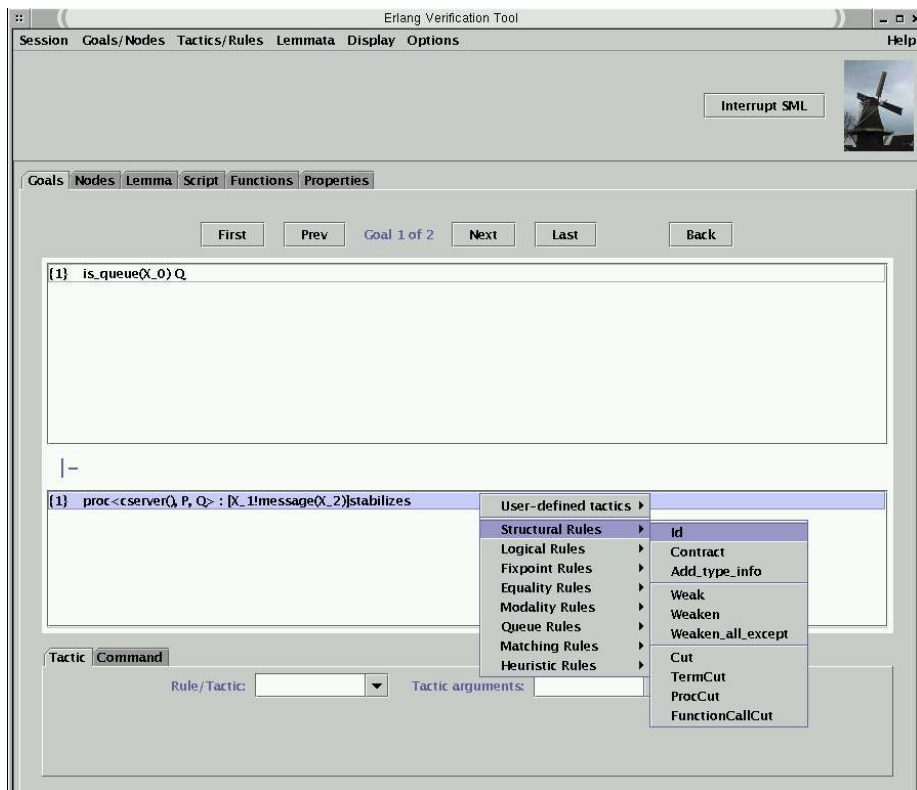 Erlang Verification Tool
Session Goals/Nodes Tactics/Rules Lemmata Display Options Help
Interrupt SML
Goals Nodes Lemma Script Functions Properties
First Prev Goal 1 of 2 Next Last Back
{1} is_queue(X_0) Q
|-
{1} proc<cserver(), P, Q> : [X_1!message(X_2)]stabilizes
User-defined tactics
Structural Rules
Logical Rules
Fixpoint Rules
Equality Rules
Modality Rules
Queue Rules
Matching Rules
Heuristic Rules
Id
Contract
Add_type_info
Weak
Weaken
Weaken_all_except
Cut
TermCut
ProcCut
FunctionCallCut
Tactic Command
Rule/Tactic: Tactic arguments: